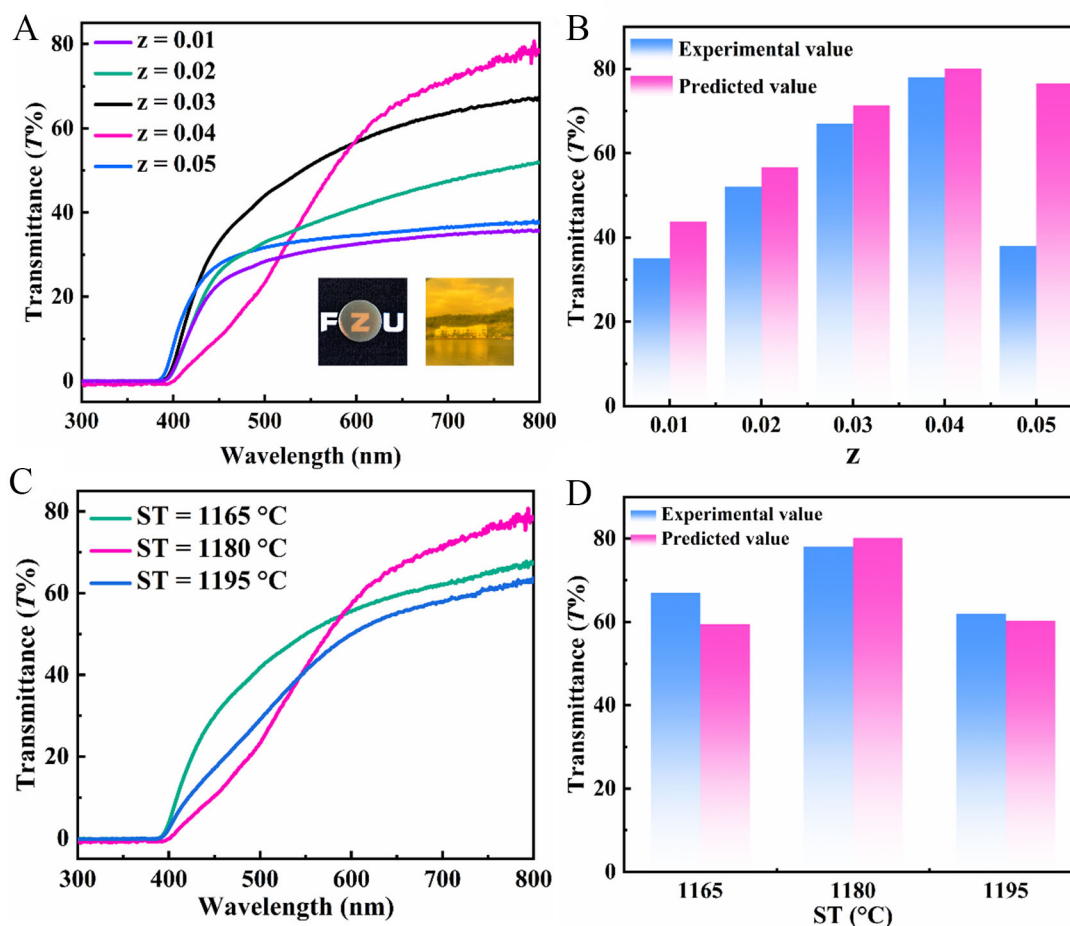 A
Transmittance (T%)
80
60
40
20
0
z = 0.01
z = 0.02
z = 0.03
z = 0.04
z = 0.05
FZU
300 400 500 600 700 800
Wavelength (nm)
B
Transmittance (T%)
80
60
40
20
0
Experimental value
Predicted value
0.01 0.02 0.03 0.04 0.05
z
C
Transmittance (T%)
80
60
40
20
0
ST = 1165 °C
ST = 1180 °C
ST = 1195 °C
300 400 500 600 700 800
Wavelength (nm)
D
Transmittance (T%)
80
60
40
20
0
Experimental value
Predicted value
1165 1180 1195
ST (°C)